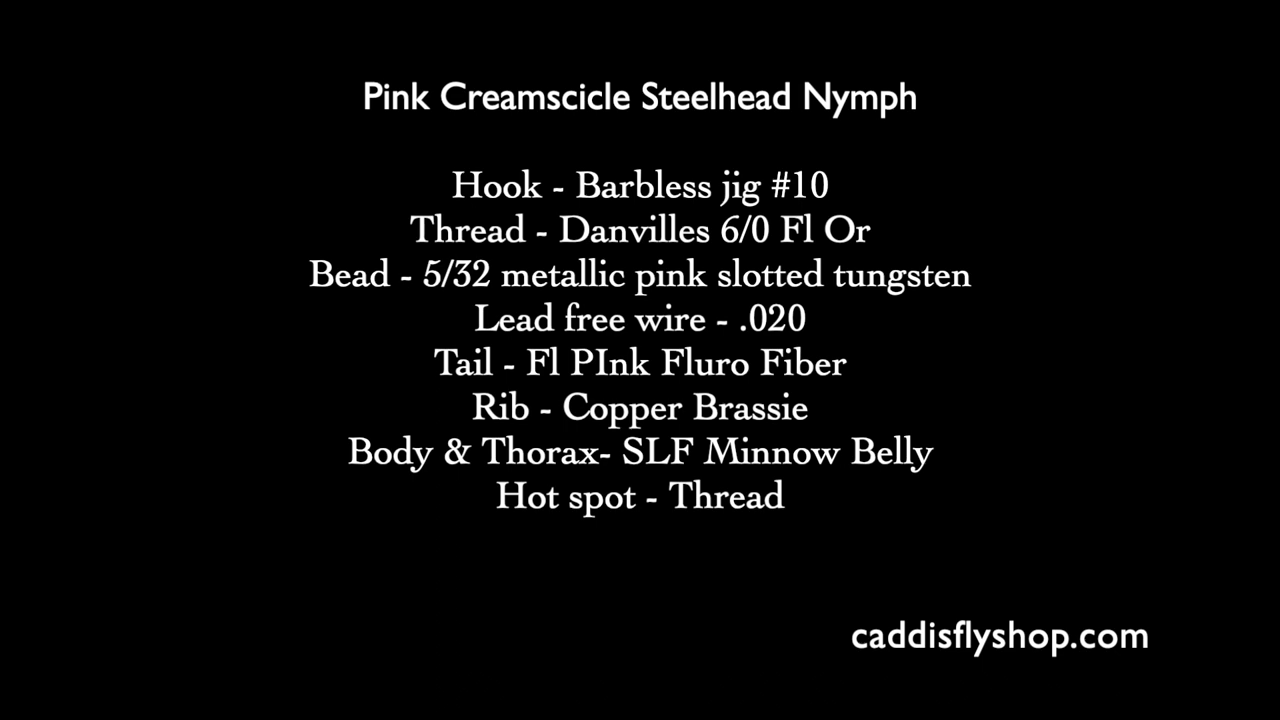 Pink Creamscicle Steelhead Nymph
Hook - Barbless jig #10
Thread - Danvilles 6/0 Fl Or
Bead - 5/32 metallic pink slotted tungsten
Lead free wire - .020
Tail - Fl PInk Fluro Fiber
Rib - Copper Brassie
Body & Thorax- SLF Minnow Belly
Hot spot - Thread
caddisflyshop.com